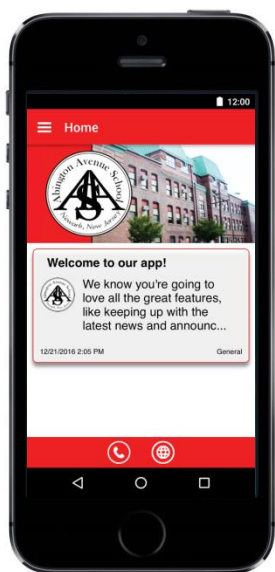 12:00
Home
Abington Avenue School
AAS
Newark, New Jersey
Welcome to our app!
We know you're going to
love all the great features,
like keeping up with the
latest news and announc...
12/21/2016 2:05 PM
General